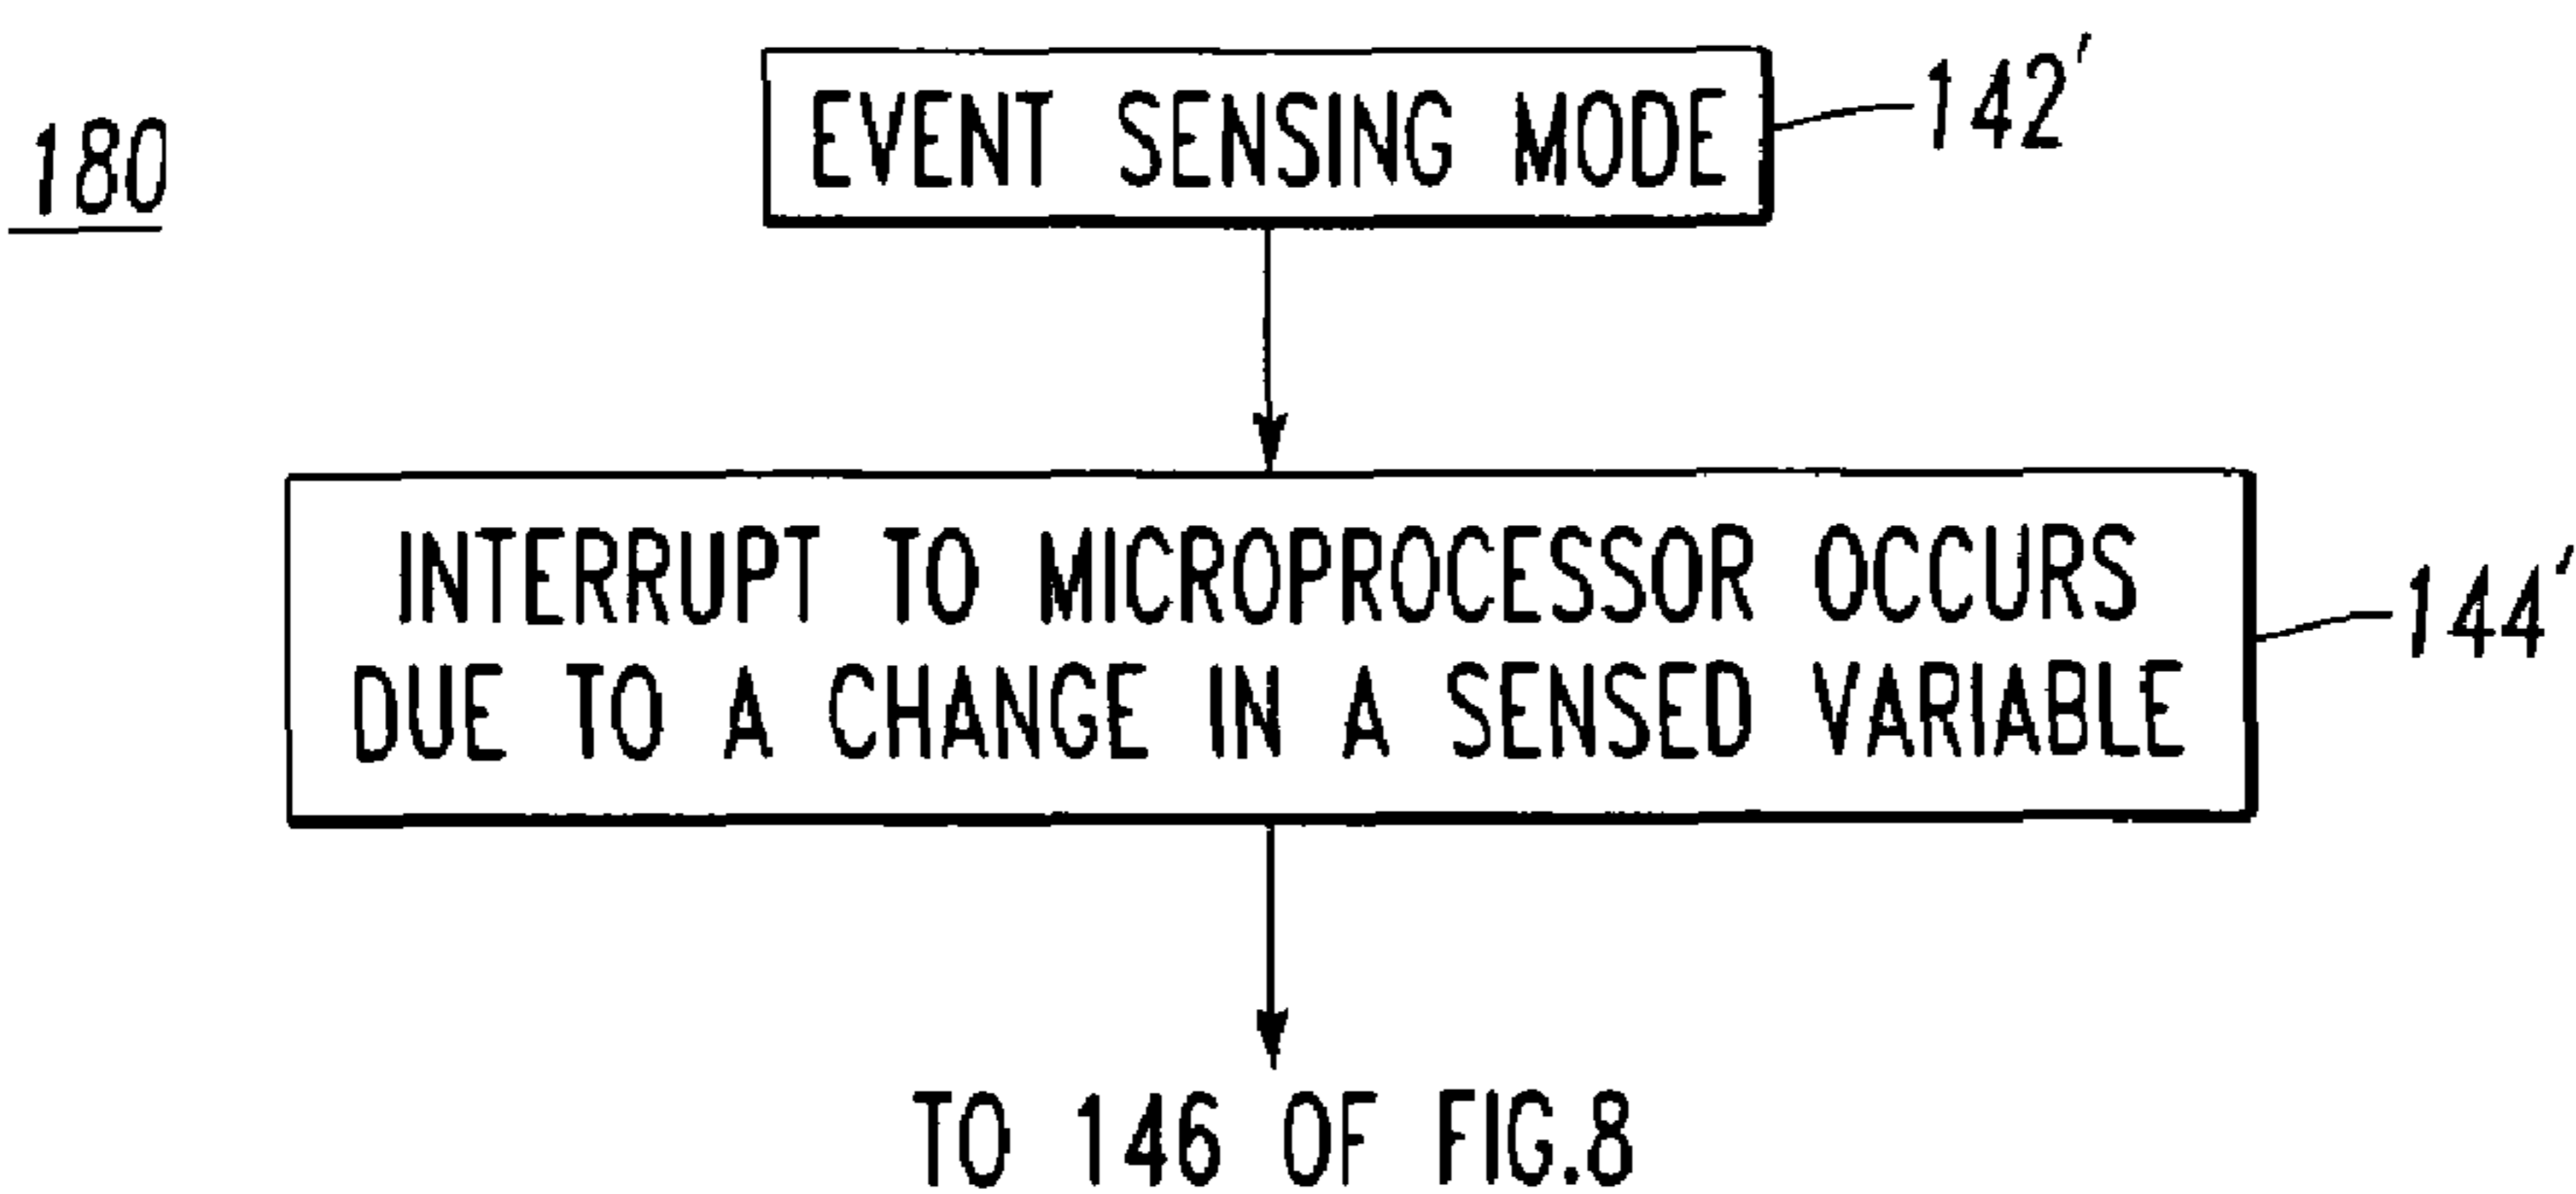 180
EVENT SENSING MODE
142'
INTERRUPT TO MICROPROCESSOR OCCURS
DUE TO A CHANGE IN A SENSED VARIABLE
144'
TO 146 OF FIG.8